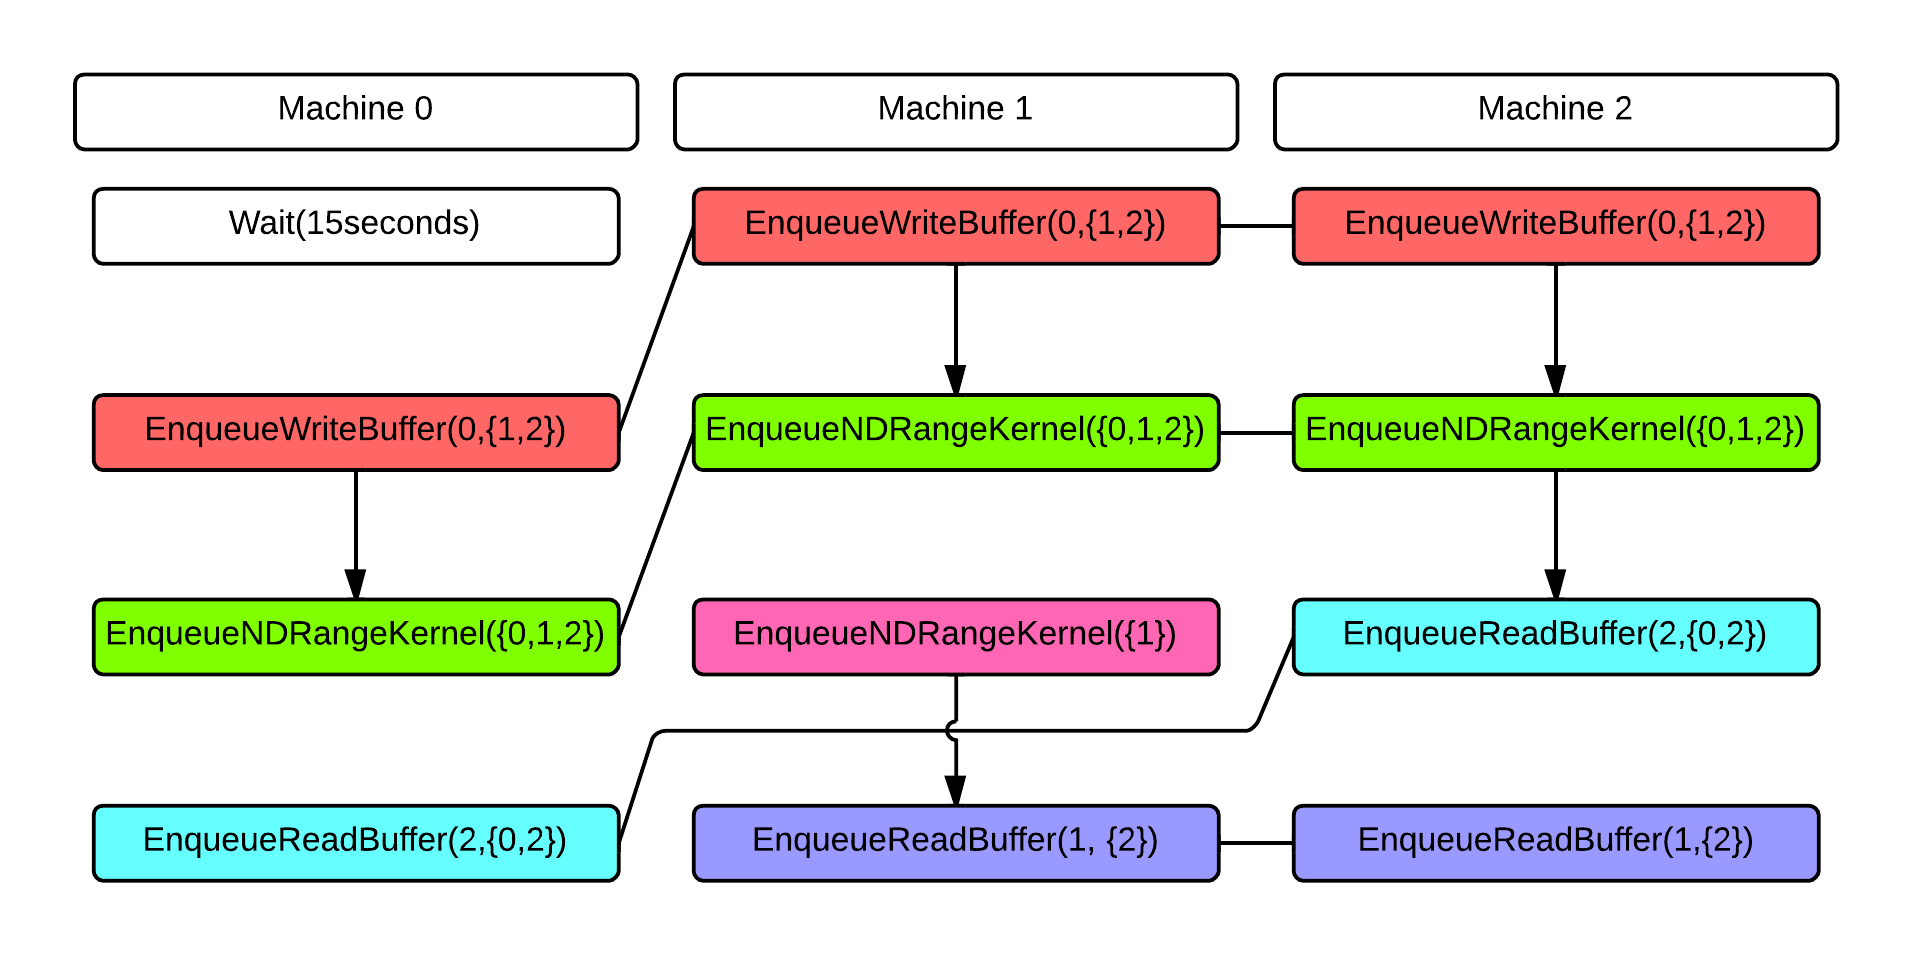 Machine 0
Machine 1
Machine 2
Wait(15seconds)
EnqueueWriteBuffer(0,{1,2})
EnqueueWriteBuffer(0,{1,2})
EnqueueWriteBuffer(0,{1,2})
EnqueueNDRangeKernel({0,1,2})
EnqueueNDRangeKernel({0,1,2})
EnqueueNDRangeKernel({0,1,2})
EnqueueNDRangeKernel({1})
EnqueueReadBuffer(2,{0,2})
EnqueueReadBuffer(2,{0,2})
EnqueueReadBuffer(1, {2})
EnqueueReadBuffer(1,{2})